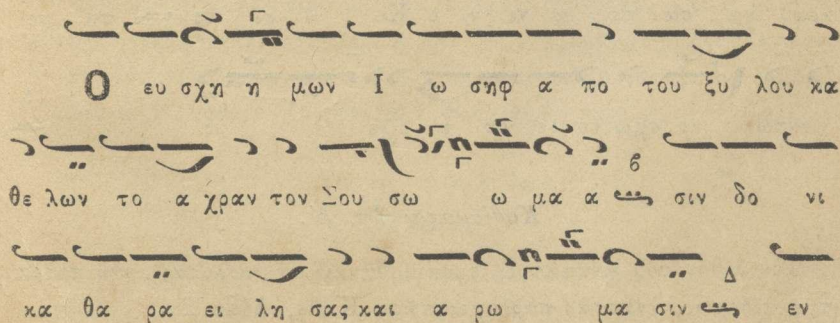 Ο ευ σχη η μων Ι ω σηφ α πο του ξυ λου κα
θε λων το α χραν τον Σου σω ω μα α σιν δο νι
κα θα ρα ει λη σας και α ρω μα σιν εν